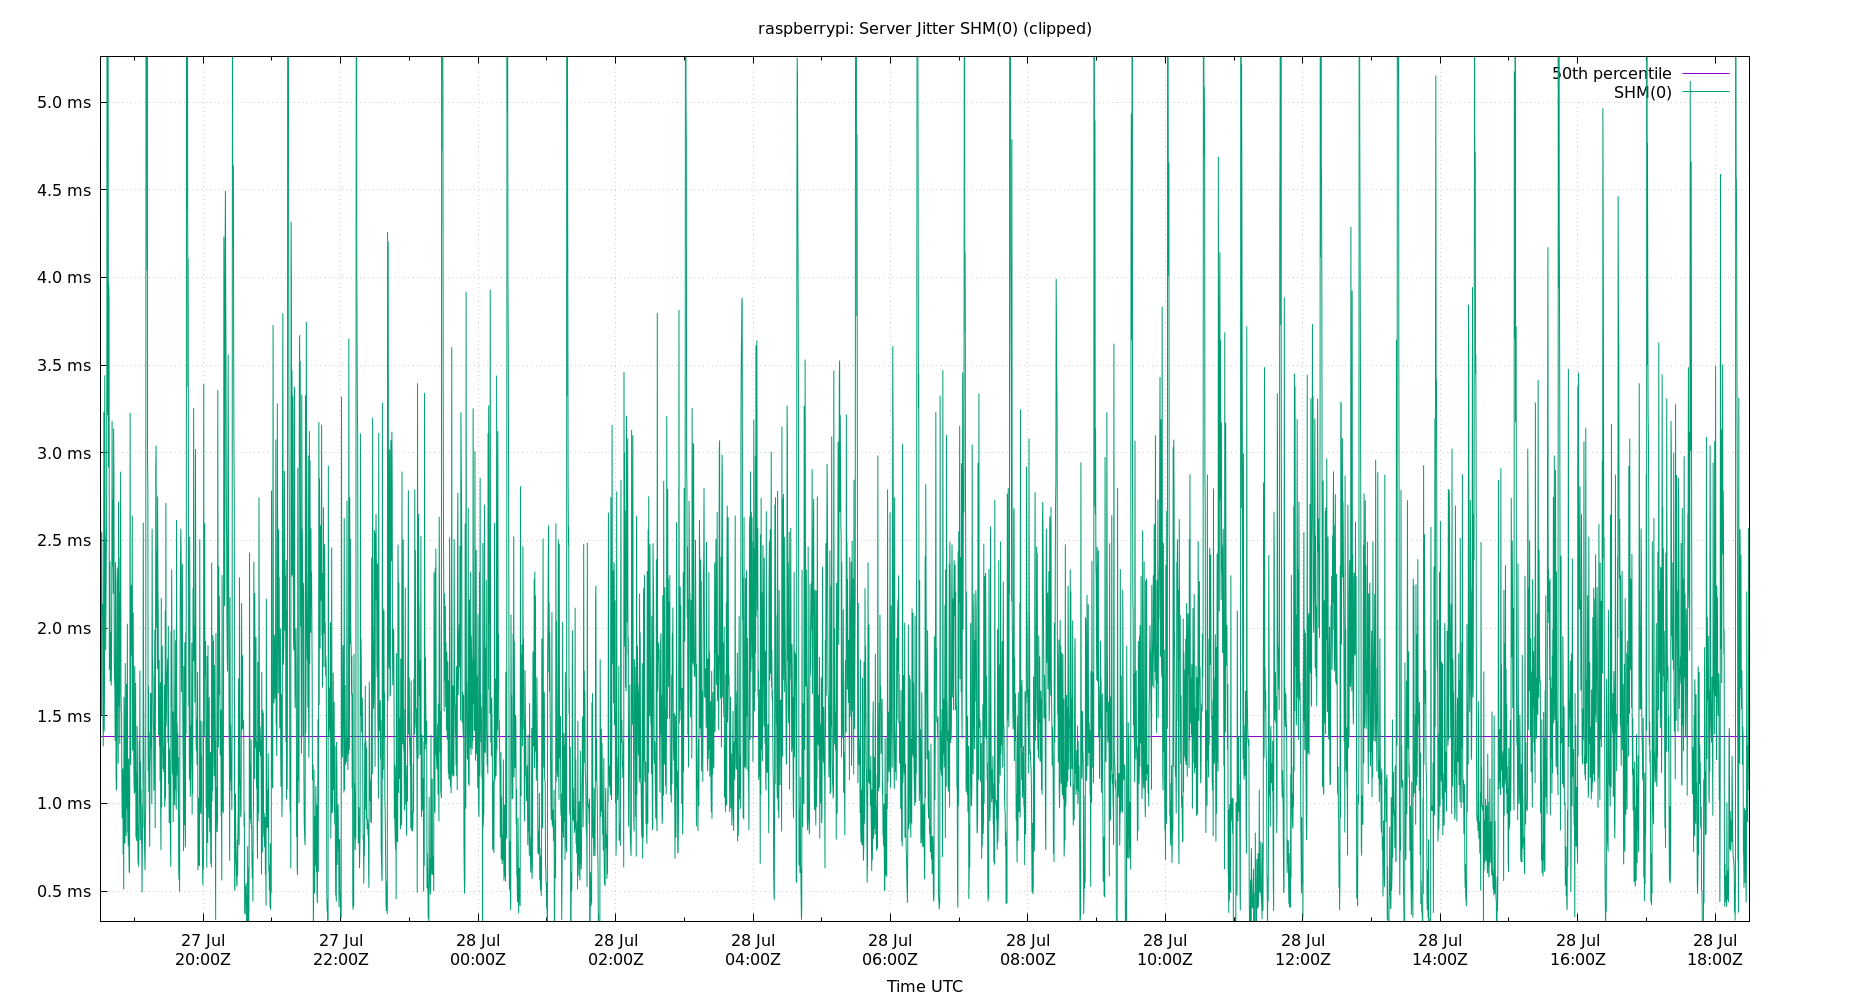 raspberrypi: Server Jitter SHM(0) (clipped)
50th percentile
SHM(0)
5.0 ms
4.5 ms
4.0 ms
3.5 ms
3.0 ms
2.5 ms
2.0 ms
1.5 ms
1.0 ms
0.5 ms
27 Jul 27 Jul 28 Jul 28 Jul 28 Jul 28 Jul 28 Jul 28 Jul 28 Jul 28 Jul 28 Jul 28 Jul
20:00Z 22:00Z 00:00Z 02:00Z 04:00Z 06:00Z 08:00Z 10:00Z 12:00Z 14:00Z 16:00Z 18:00Z
Time UTC